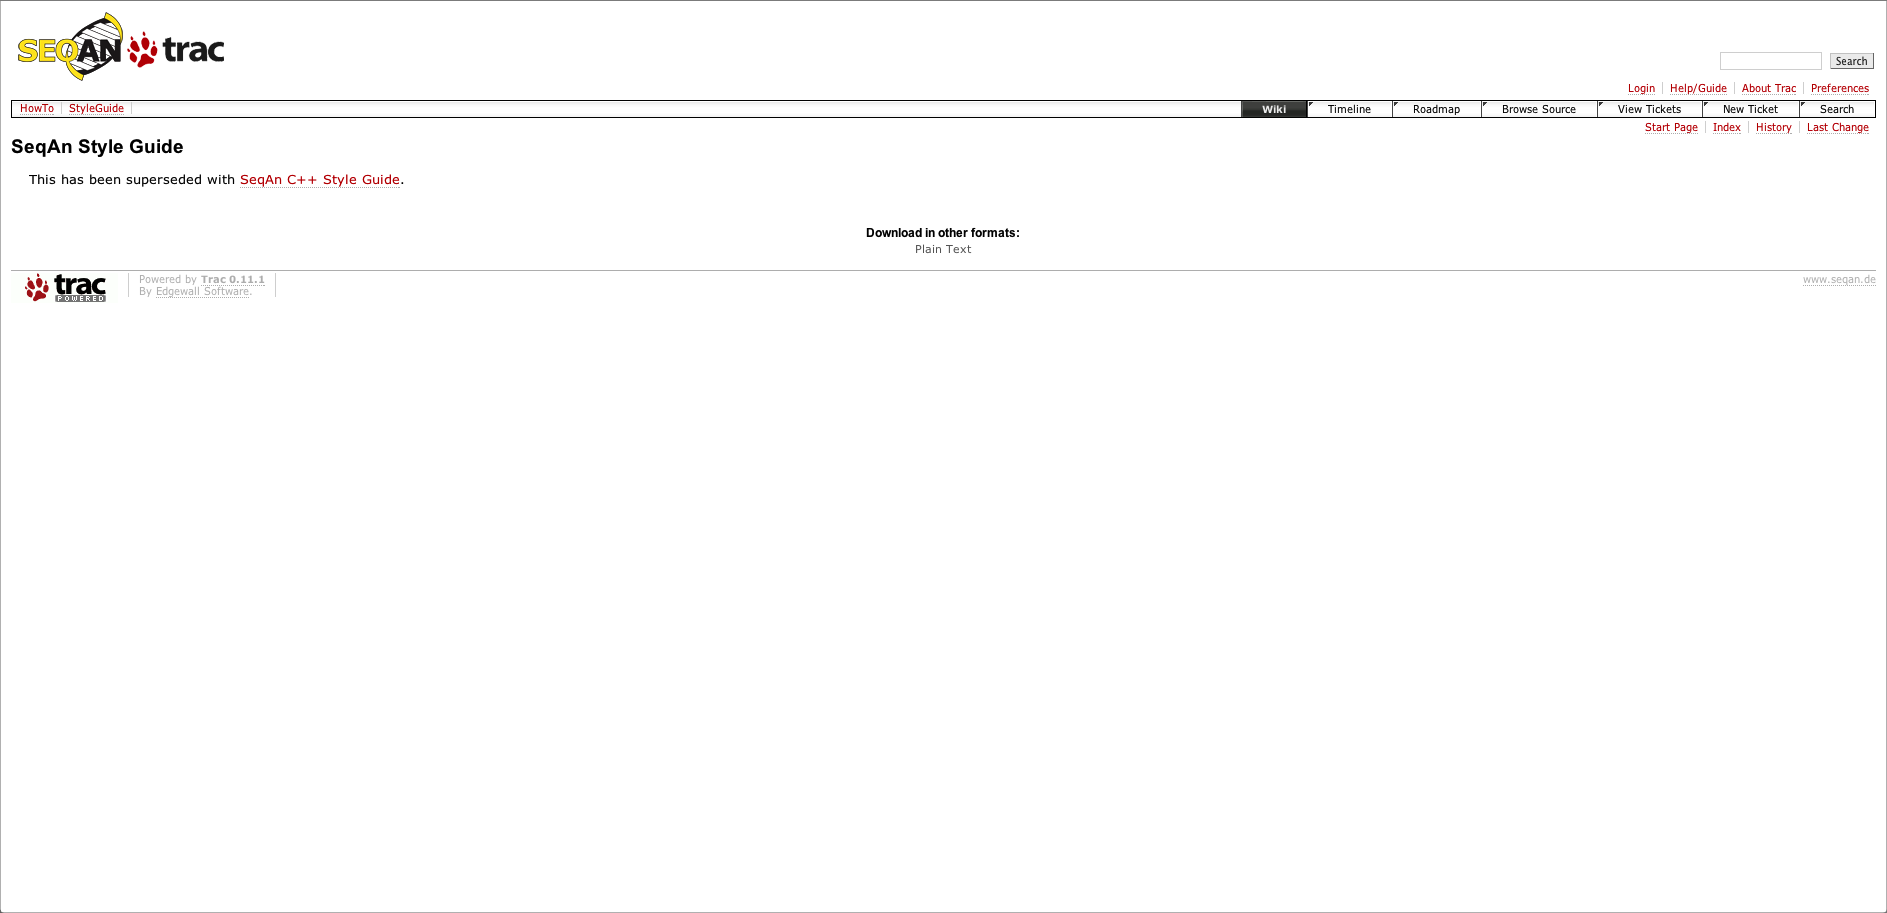 SEQAN trac
Search
Login Help/Guide About Trac Preferences
HowTo StyleGuide Wiki Timeline Roadmap Browse Source View Tickets New Ticket Search
Start Page Index History Last Change
SeqAn Style Guide
This has been superseded with SeqAn C++ Style Guide.
Download in other formats:
Plain Text
trac POWERED
Powered by Trac 0.11.1
By Edgewall Software.
www.seqan.de